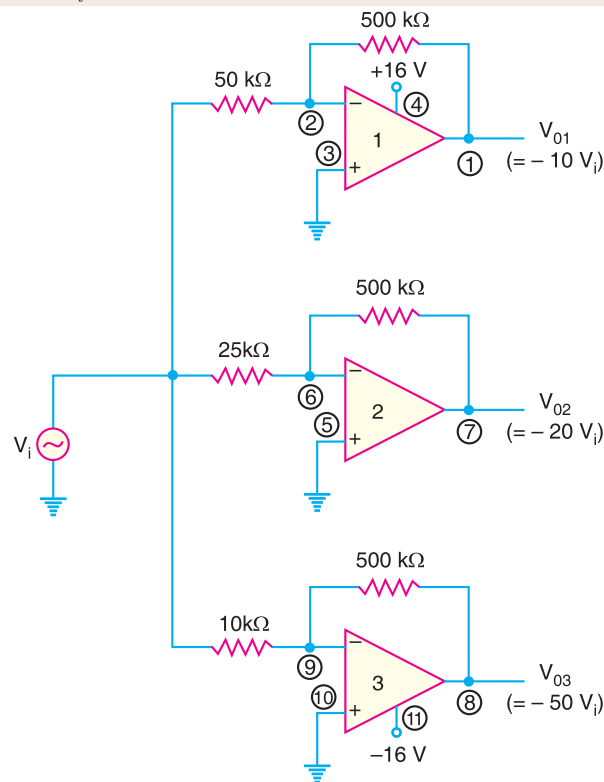 500 kΩ
+16 V
50 kΩ
④
②
−
1
③
+
①
V01
(= – 10 Vi)
500 kΩ
25kΩ
⑥
−
2
⑤
+
⑦
V02
(= – 20 Vi)
Vi
500 kΩ
10kΩ
⑨
−
3
⑩
+
⑪
⑧
V03
(= – 50 Vi)
–16 V